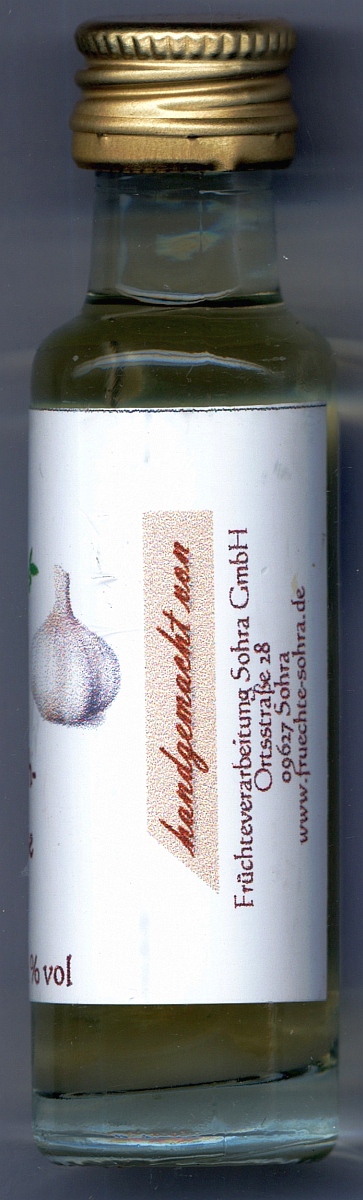 handgemacht von
Früchteverarbeitung Sohra GmbH
Ortsstraße 28
09627 Sohra
www.fruechte-sohra.de
% vol